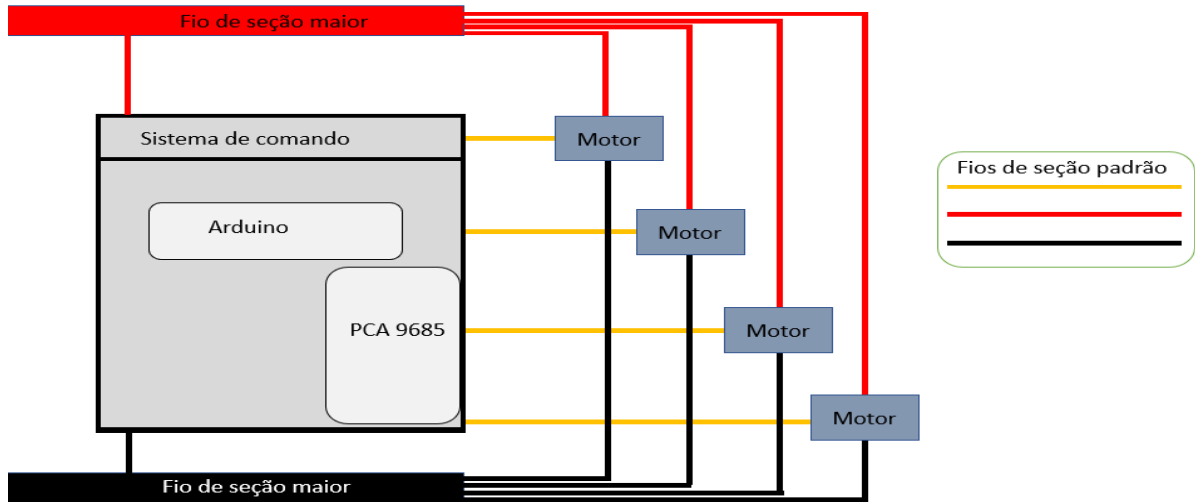 Fio de seção maior
Sistema de comando
Motor
Fios de seção padrão
Arduino
Motor
PCA 9685
Motor
Motor
Fio de seção maior